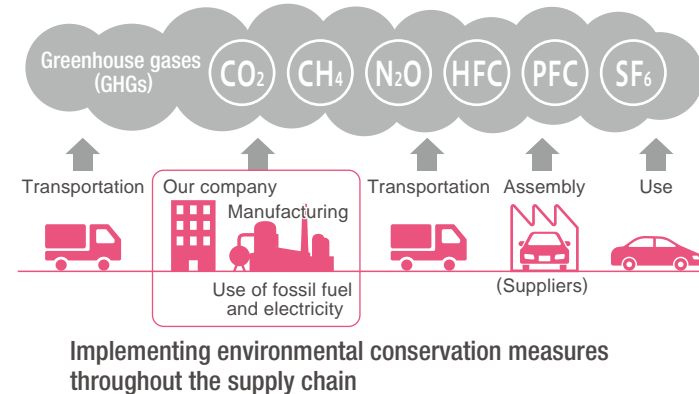 Greenhouse gases
(GHGs)
CO₂ CH₄ N₂O HFC PFC SF₆
Transportation Our company Transportation Assembly Use
Manufacturing
(Suppliers)
Use of fossil fuel
and electricity
Implementing environmental conservation measures
throughout the supply chain